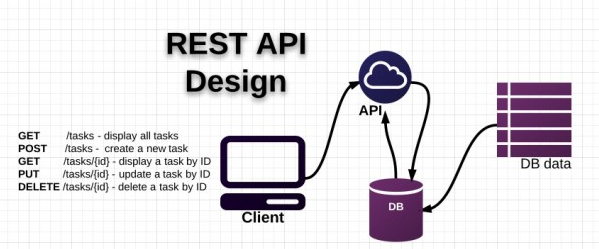 REST API
Design
GET /tasks - display all tasks
POST /tasks - create a new task
GET /tasks/{id} - display a task by ID
PUT /tasks/{id} - update a task by ID
DELETE /tasks/{id} - delete a task by ID
Client
API
DB
DB data